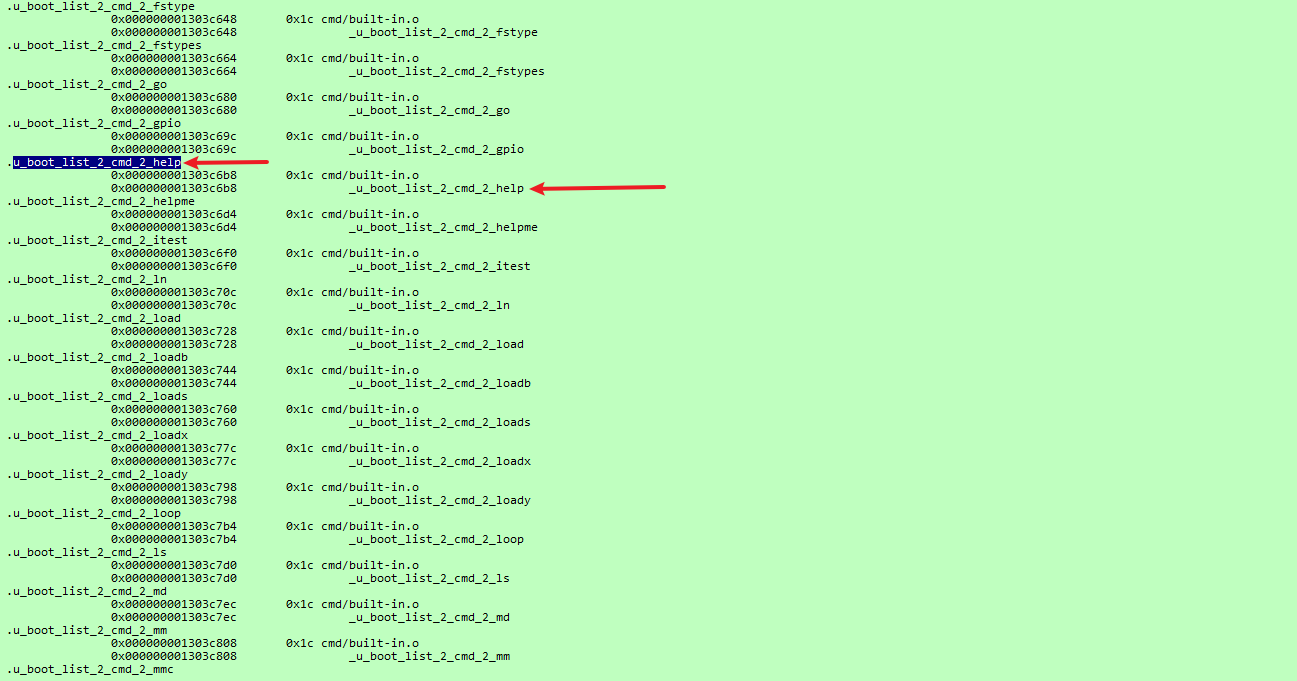 .u_boot_list_2_cmd_2_fstype
0x000000001303c648 0x1c cmd/built-in.o
0x000000001303c648 _u_boot_list_2_cmd_2_fstype
.u_boot_list_2_cmd_2_fstypes
0x000000001303c664 0x1c cmd/built-in.o
0x000000001303c664 _u_boot_list_2_cmd_2_fstypes
.u_boot_list_2_cmd_2_go
0x000000001303c680 0x1c cmd/built-in.o
0x000000001303c680 _u_boot_list_2_cmd_2_go
.u_boot_list_2_cmd_2_gpio
0x000000001303c69c 0x1c cmd/built-in.o
0x000000001303c69c _u_boot_list_2_cmd_2_gpio
.u_boot_list_2_cmd_2_help
0x000000001303c6b8 0x1c cmd/built-in.o
0x000000001303c6b8 _u_boot_list_2_cmd_2_help
.u_boot_list_2_cmd_2_helpme
0x000000001303c6d4 0x1c cmd/built-in.o
0x000000001303c6d4 _u_boot_list_2_cmd_2_helpme
.u_boot_list_2_cmd_2_itest
0x000000001303c6f0 0x1c cmd/built-in.o
0x000000001303c6f0 _u_boot_list_2_cmd_2_itest
.u_boot_list_2_cmd_2_ln
0x000000001303c70c 0x1c cmd/built-in.o
0x000000001303c70c _u_boot_list_2_cmd_2_ln
.u_boot_list_2_cmd_2_load
0x000000001303c728 0x1c cmd/built-in.o
0x000000001303c728 _u_boot_list_2_cmd_2_load
.u_boot_list_2_cmd_2_loadb
0x000000001303c744 0x1c cmd/built-in.o
0x000000001303c744 _u_boot_list_2_cmd_2_loadb
.u_boot_list_2_cmd_2_loads
0x000000001303c760 0x1c cmd/built-in.o
0x000000001303c760 _u_boot_list_2_cmd_2_loads
.u_boot_list_2_cmd_2_loadx
0x000000001303c77c 0x1c cmd/built-in.o
0x000000001303c77c _u_boot_list_2_cmd_2_loadx
.u_boot_list_2_cmd_2_loady
0x000000001303c798 0x1c cmd/built-in.o
0x000000001303c798 _u_boot_list_2_cmd_2_loady
.u_boot_list_2_cmd_2_loop
0x000000001303c7b4 0x1c cmd/built-in.o
0x000000001303c7b4 _u_boot_list_2_cmd_2_loop
.u_boot_list_2_cmd_2_ls
0x000000001303c7d0 0x1c cmd/built-in.o
0x000000001303c7d0 _u_boot_list_2_cmd_2_ls
.u_boot_list_2_cmd_2_md
0x000000001303c7ec 0x1c cmd/built-in.o
0x000000001303c7ec _u_boot_list_2_cmd_2_md
.u_boot_list_2_cmd_2_mm
0x000000001303c808 0x1c cmd/built-in.o
0x000000001303c808 _u_boot_list_2_cmd_2_mm
.u_boot_list_2_cmd_2_mmc